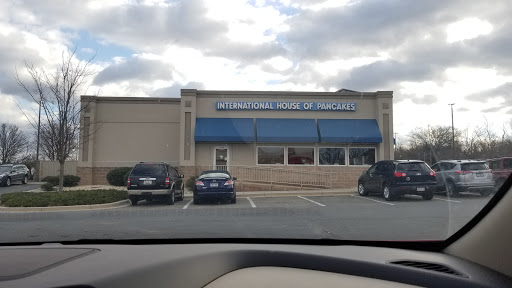 INTERNATIONAL HOUSE OF PANCAKES